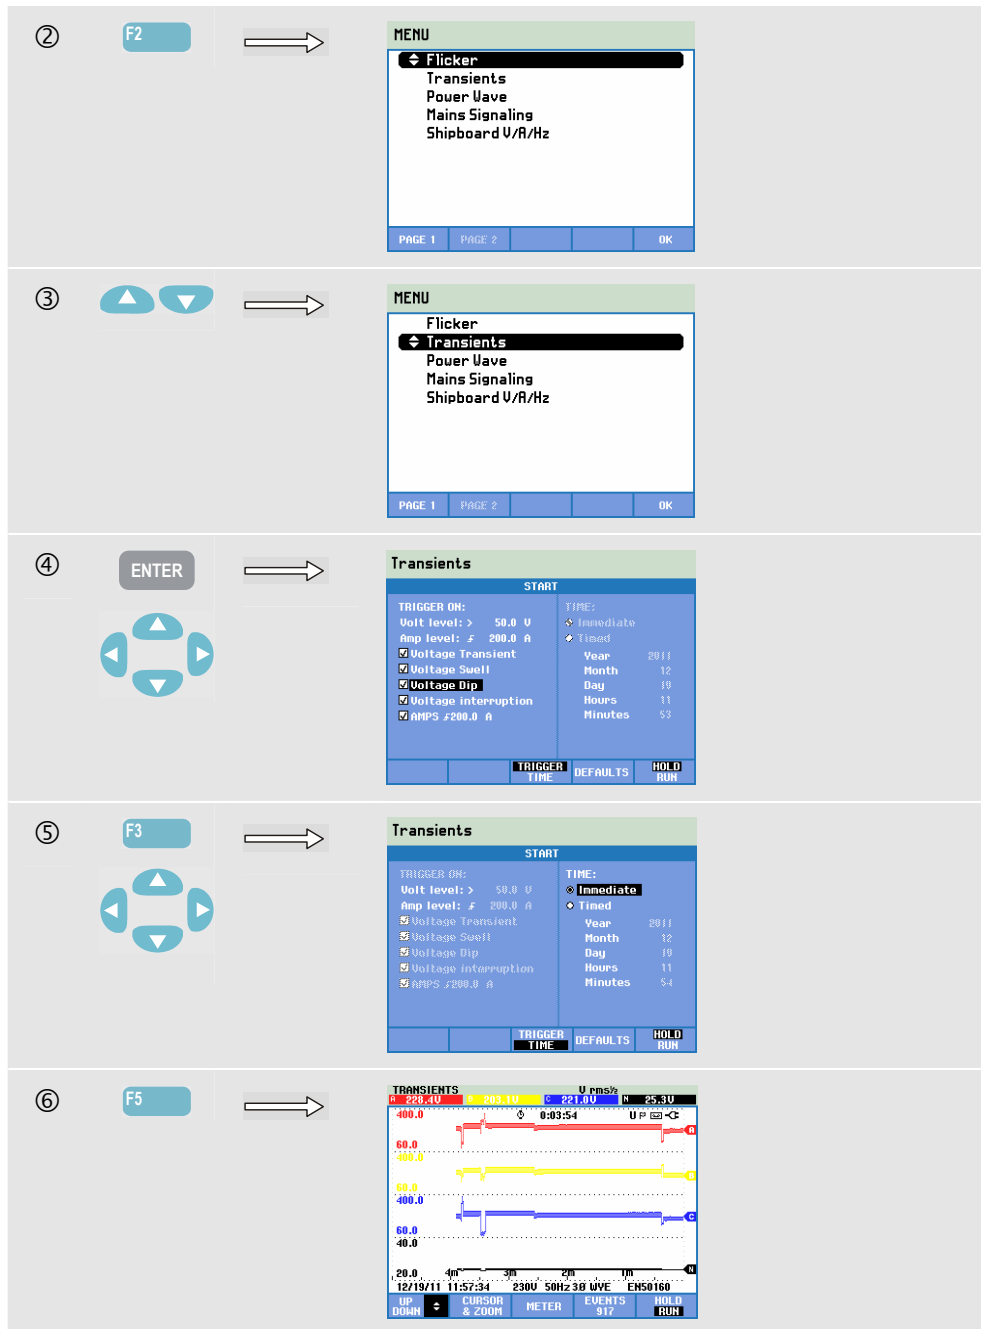 ②
F2
MENU
Flicker
Transients
Power Wave
Mains Signaling
Shipboard V/A/Hz
PAGE 1 PAGE 2 OK
③
MENU
Flicker
Transients
Power Wave
Mains Signaling
Shipboard V/A/Hz
PAGE 1 PAGE 2 OK
④
ENTER
Transients
START
TRIGGER ON:
Volt level: > 50.0 V
Amp level: 200.0 A
Voltage Transient
Voltage Swell
Voltage Dip
Voltage interruption
AMPS 200.0 A
TIME:
Immediate
Timed
Year 2011
Month 12
Day 19
Hours 11
Minutes 53
TRIGGER TIME DEFAULTS HOLD RUN
⑤
F3
Transients
START
TRIGGER ON:
Volt level: > 50.0 V
Amp level: 200.0 A
Voltage Transient
Voltage Swell
Voltage Dip
Voltage interruption
AMPS 200.0 A
TIME:
Immediate
Timed
Year 2011
Month 12
Day 19
Hours 11
Minutes 54
TRIGGER TIME DEFAULTS HOLD RUN
⑥
F5
TRANSIENTS V rms½
A 228.4V 203.1V C 221.0V N 25.3V
400.0 0:03:54 U P
A
60.0
400.0
60.0
400.0
C
60.0
40.0
N
20.0 4m 3m 2m 1m
12/19/11 11:57:34 230V 50Hz 3Ø WYE EN50160
UP DOWN CURSOR & ZOOM METER EVENTS 917 HOLD RUN